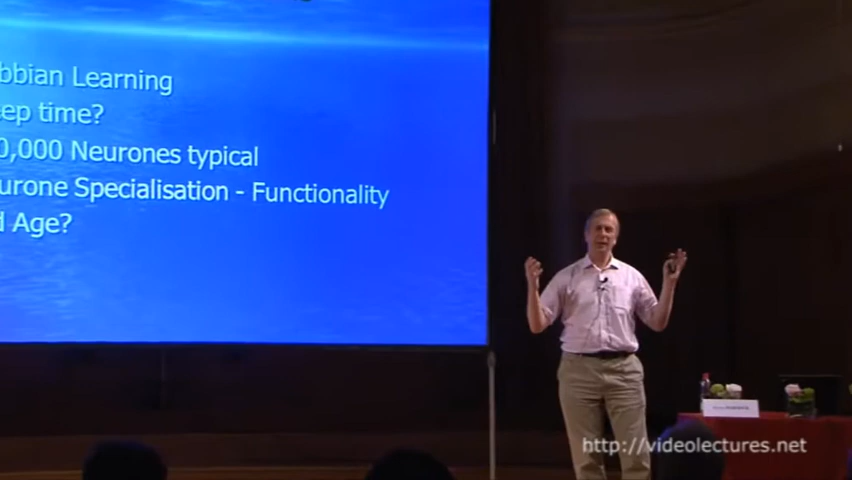 bbian Learning
ep time?
0,000 Neurones typical
urone Specialisation - Functionality
d Age?
http://videolectures.net